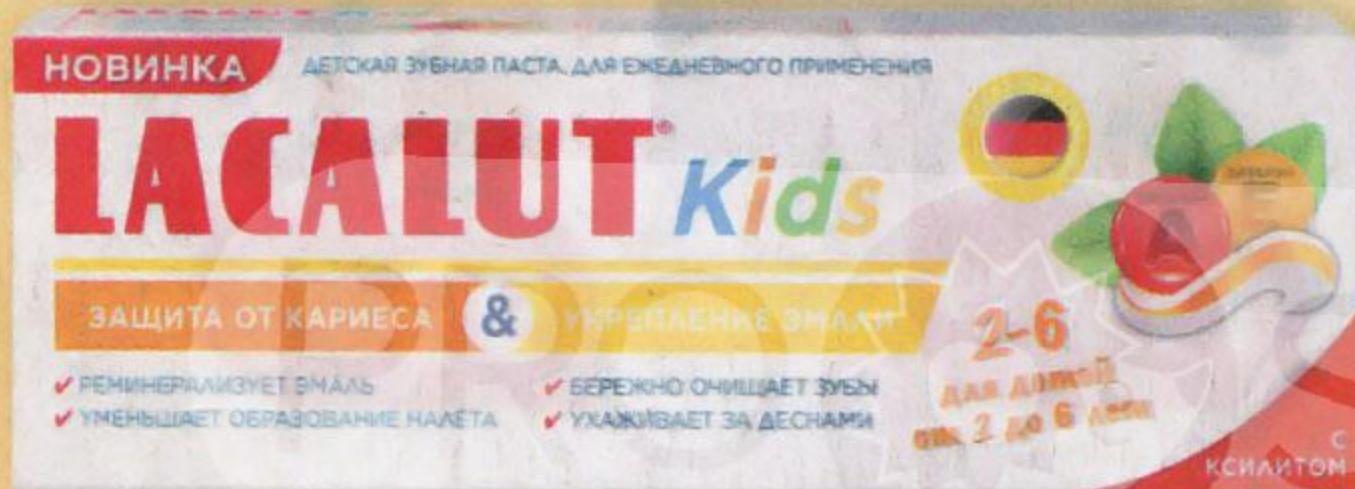 НОВИНКА
ДЕТСКАЯ ЗУБНАЯ ПАСТА, ДЛЯ ЕЖЕДНЕВНОГО ПРИМЕНЕНИЯ
LACALUT® Kids
ЗАЩИТА ОТ КАРИЕСА & УКРЕПЛЕНИЕ ЭМАЛИ
✓ РЕМИНЕРАЛИЗУЕТ ЭМАЛЬ
✓ УМЕНЬШАЕТ ОБРАЗОВАНИЕ НАЛЁТА
✓ БЕРЕЖНО ОЧИЩАЕТ ЗУБЫ
✓ УХАЖИВАЕТ ЗА ДЕСНАМИ
2-6
для детей
от 2 до 6 лет
A
E
С
КСИЛИТОМ
PRO